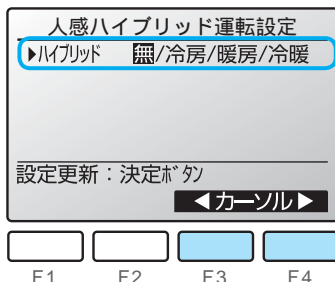 人感ハイブリッド運転設定
▶ハイブリッド 無/冷房/暖房/冷暖
設定更新：決定ボタン
◀カーソル▶
F1 F2 F3 F4